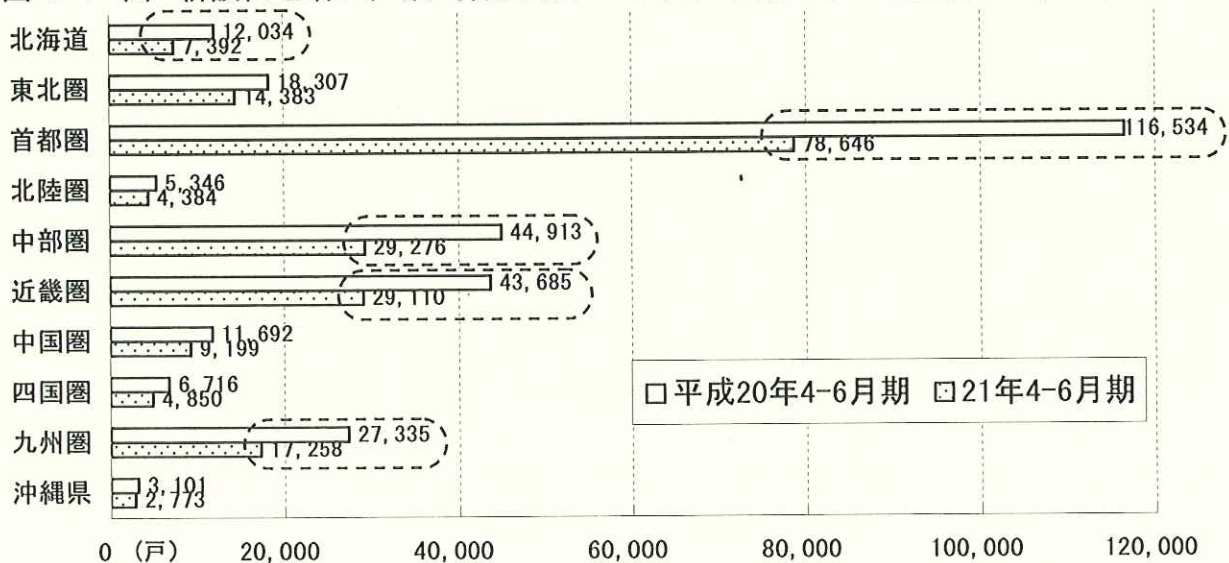 北海道 12,034
7,392
東北圏 18,307
14,383
首都圏 116,534
78,646
北陸圏 5,346
4,384
中部圏 44,913
29,276
近畿圏 43,685
29,110
中国圏 11,692
9,199
四国圏 6,716
4,850
九州圏 27,335
17,258
沖縄県 3,101
2,773
□平成20年4-6月期 21年4-6月期
0 (戸) 20,000 40,000 60,000 80,000 100,000 120,000